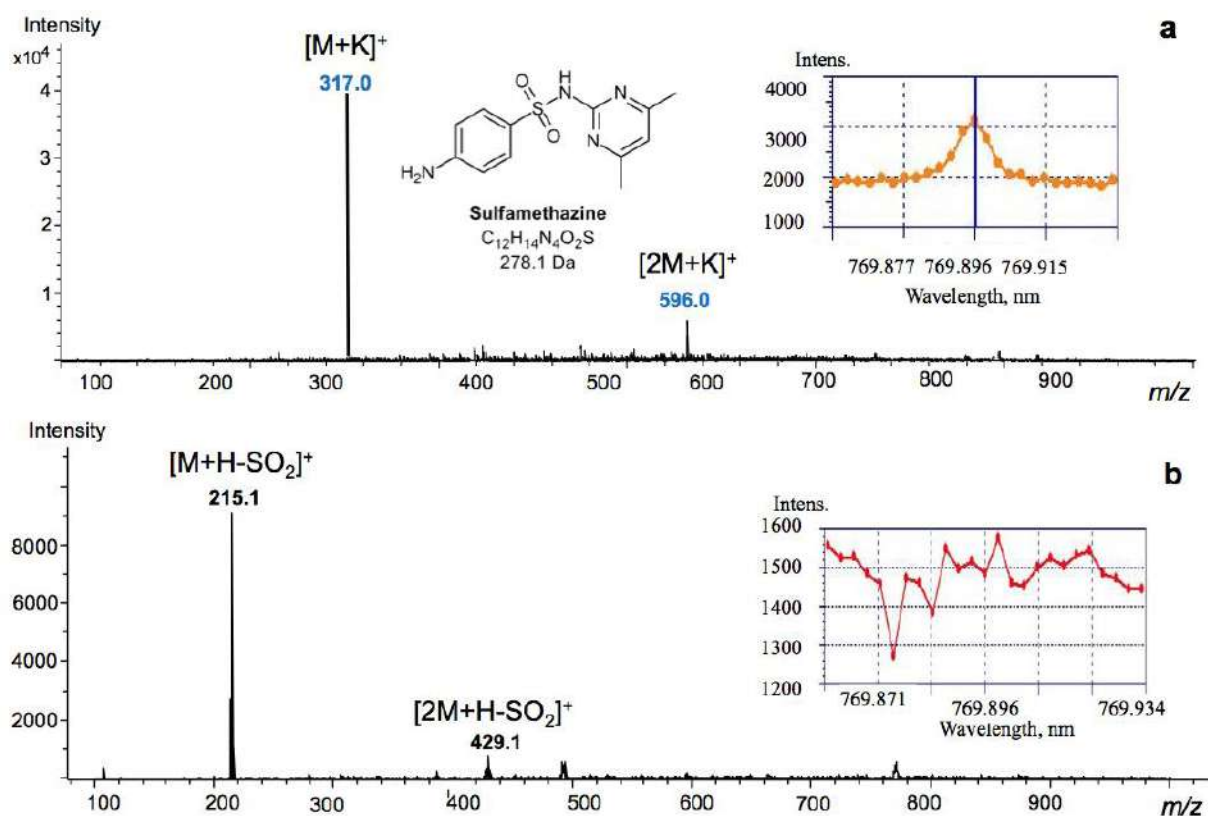 Intensity
x10⁴
4
3
2
1
[M+K]⁺
317.0
H
O
S
N
O
N
N
H₂N
Sulfamethazine
C₁₂H₁₄N₄O₂S
278.1 Da
[2M+K]⁺
596.0
a
Intens.
4000
3000
2000
1000
769.877 769.896 769.915
Wavelength, nm
100 200 300 400 500 600 700 800 900
m/z
Intensity
8000
6000
4000
2000
[M+H-SO₂]⁺
215.1
[2M+H-SO₂]⁺
429.1
b
Intens.
1600
1500
1400
1300
1200
769.871 769.896 769.934
Wavelength, nm
100 200 300 400 500 600 700 800 900
m/z